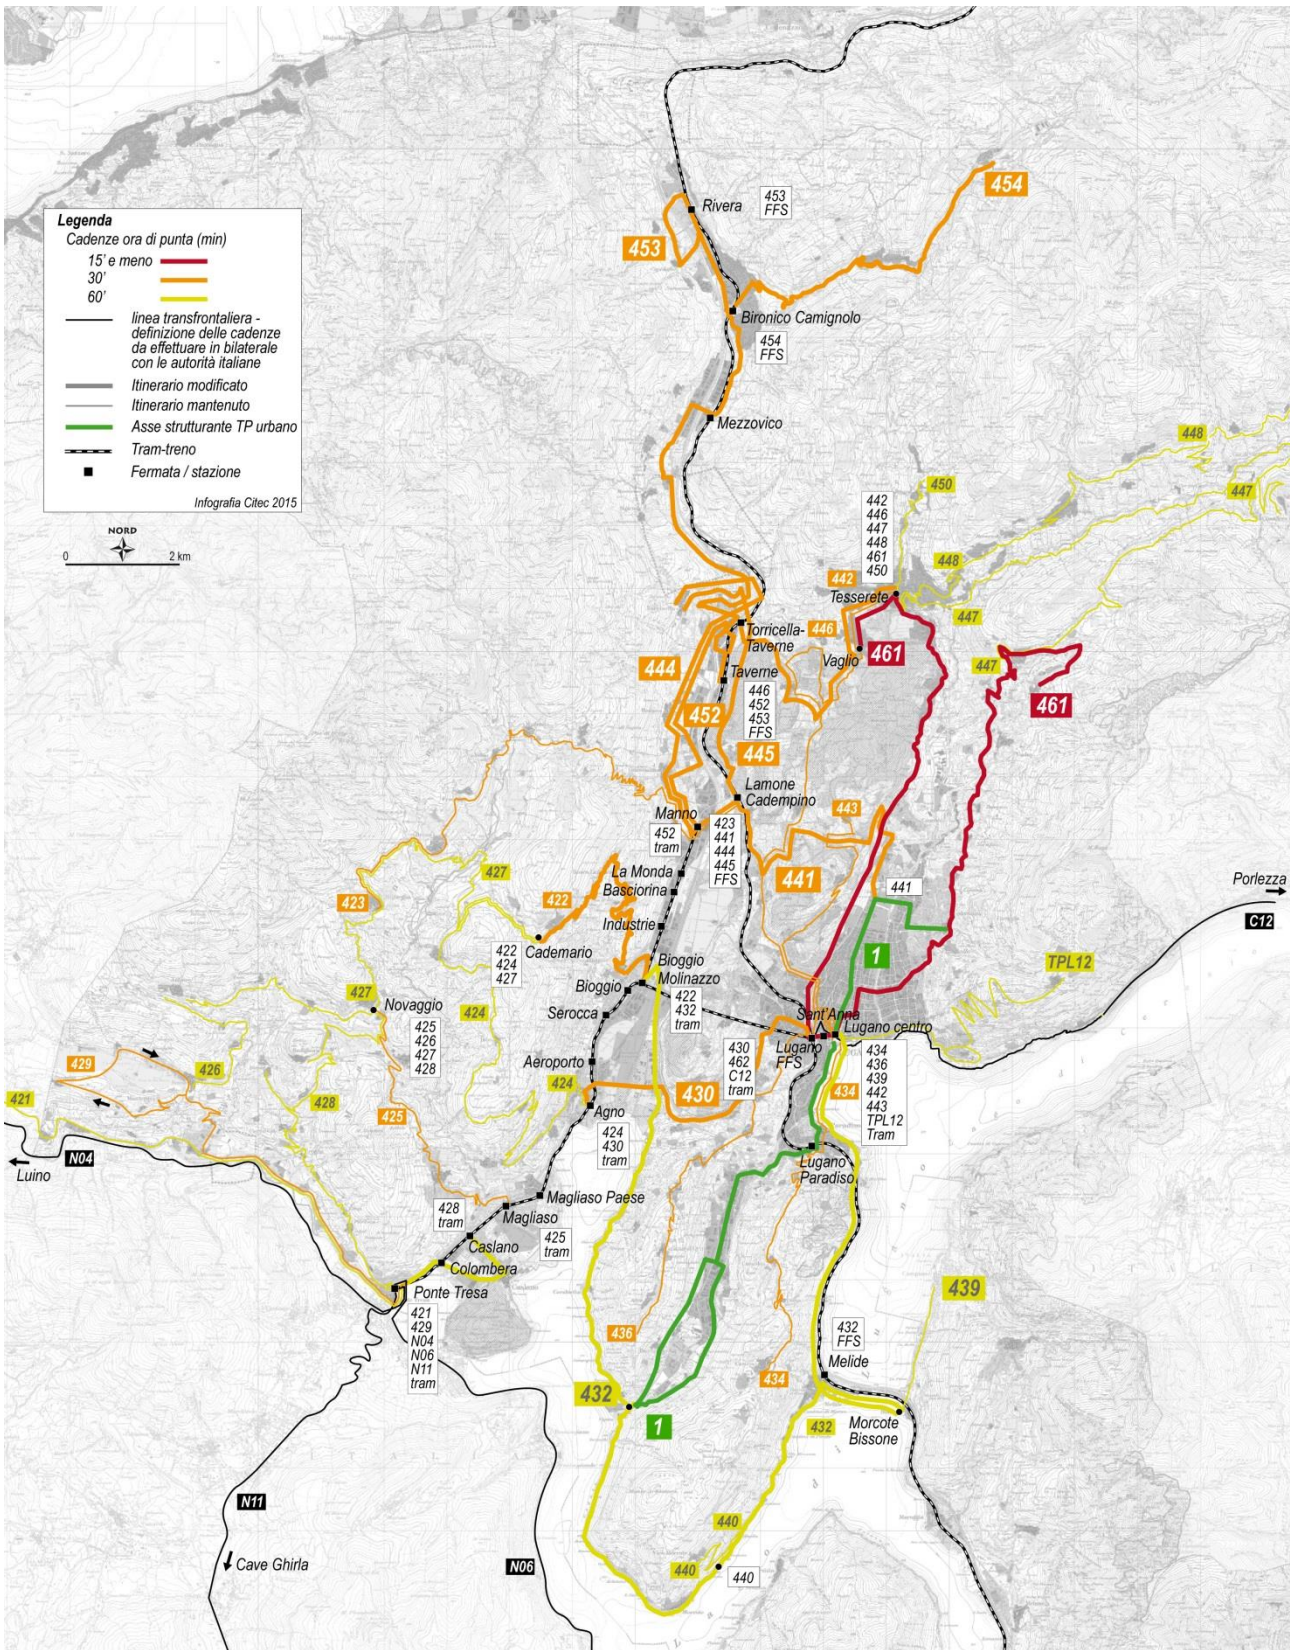 Legenda
Cadenze ora di punta (min)
15' e meno
30'
60'
linea transfrontaliera -
definizione delle cadenze
da effettuare in bilaterale
con le autorità italiane
Itinerario modificato
Itinerario mantenuto
Asse strutturante TP urbano
Tram-treno
Fermata / stazione
Infografia Citec 2015
NORD
0 2 km
Rivera
453
FFS
453
454
Bironico Camignolo
454
FFS
Mezzovico
448
447
450
442
446
447
448
461
450
448
442
Tesserete
447
446
Torricella-
Taverne
Vaglio
461
447
461
444
Taverne
446
452
453
FFS
452
445
Lamone
Cadempino
443
Manno
452
tram
423
441
444
445
FFS
441
La Monda
Basciorina
427
422
423
441
Porlezza
C12
Industrie
Cademario
422
424
427
1
TPL12
Bioggio
Molinazzo
422
432
tram
Bioggio
427
Novaggio
425
426
427
428
424
Serocca
Sant'Anna
Lugano centro
Lugano
FFS
430
462
C12
tram
434
436
439
442
443
TPL12
Tram
429
426
Aeroporto
424
430
434
421
428
425
Agno
424
430
tram
N04
Luino
Lugano
Paradiso
Magliaso Paese
428
tram
Magliaso
425
tram
Caslano
Colombera
Ponte Tresa
421
429
N04
N06
N11
tram
439
436
432
FFS
Melide
434
432
1
432
Morcote
Bissone
N11
440
Cave Ghirla
N06
440
440